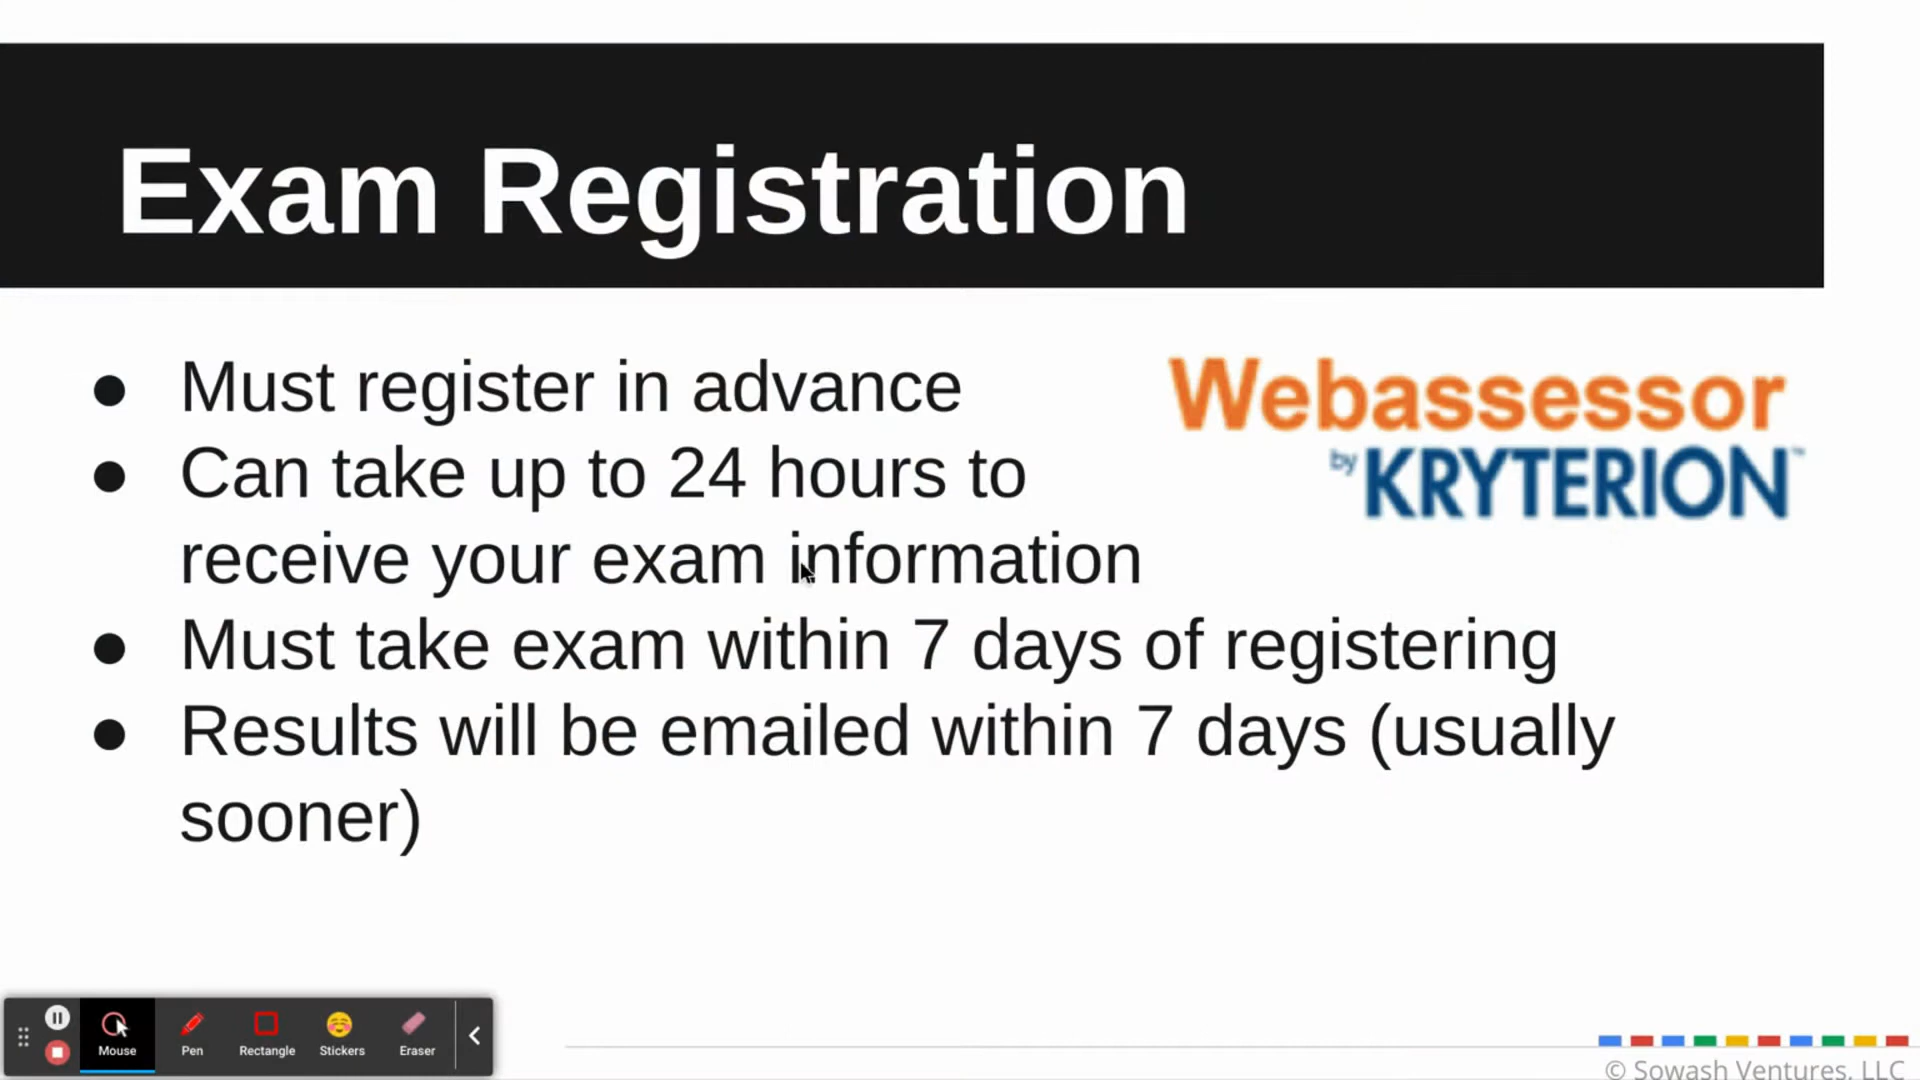 Exam Registration
● Must register in advance
● Can take up to 24 hours to
receive your exam information
● Must take exam within 7 days of registering
● Results will be emailed within 7 days (usually
sooner)
Webassessor
by KRYTERION™
Mouse Pen Rectangle Stickers Eraser
© Sowash Ventures, LLC